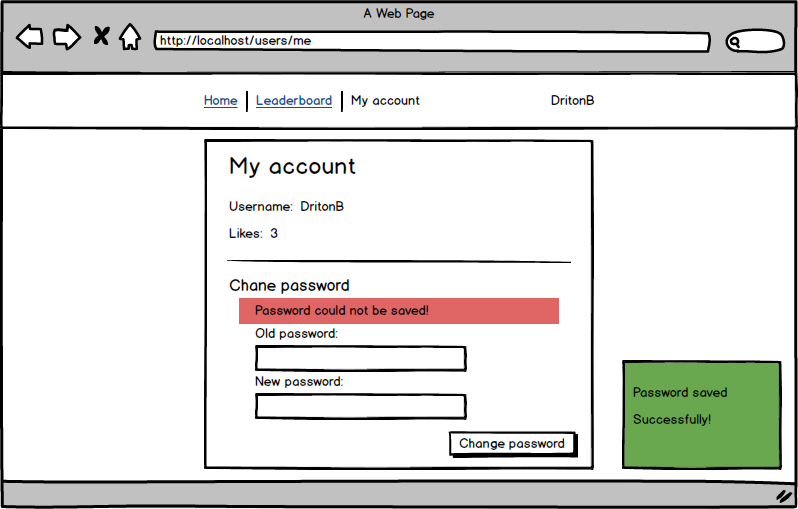 A Web Page
http://localhost/users/me
Home Leaderboard My account DritonB
My account
Username: DritonB
Likes: 3
Chane password
Password could not be saved!
Old password:
New password:
Change password
Password saved
Successfully!